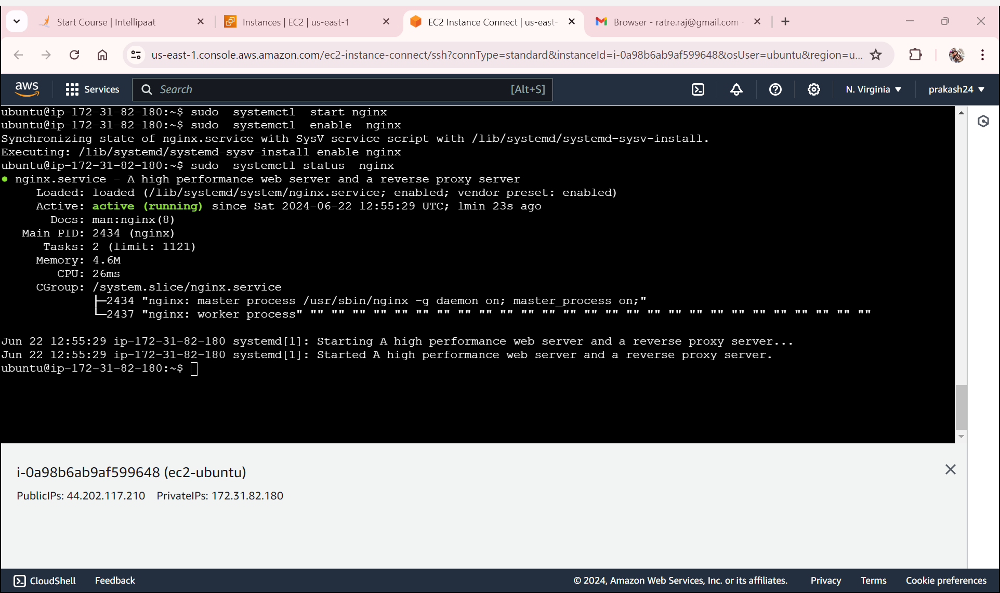 Start Course | Intellipaat
Instances | EC2 | us-east-1
EC2 Instance Connect | us-east-
Browser - ratre.raj@gmail.com -
us-east-1.console.aws.amazon.com/ec2-instance-connect/ssh?connType=standard&instanceId=i-0a98b6ab9af599648&osUser=ubuntu&region=u...
aws Services Search [Alt+S] N. Virginia prakash24
ubuntu@ip-172-31-82-180:~$ sudo  systemctl  start nginx
ubuntu@ip-172-31-82-180:~$ sudo  systemctl  enable  nginx
Synchronizing state of nginx.service with SysV service script with /lib/systemd/systemd-sysv-install.
Executing: /lib/systemd/systemd-sysv-install enable nginx
ubuntu@ip-172-31-82-180:~$ sudo  systemctl status  nginx
● nginx.service - A high performance web server and a reverse proxy server
Loaded: loaded (/lib/systemd/system/nginx.service; enabled; vendor preset: enabled)
Active: active (running) since Sat 2024-06-22 12:55:29 UTC; 1min 23s ago
Docs: man:nginx(8)
Main PID: 2434 (nginx)
Tasks: 2 (limit: 1121)
Memory: 4.6M
CPU: 26ms
CGroup: /system.slice/nginx.service
├─2434 "nginx: master process /usr/sbin/nginx -g daemon on; master_process on;"
└─2437 "nginx: worker process" "" "" "" "" "" "" "" "" "" "" "" "" "" "" "" "" "" "" "" "" "" "" "" "" "" "" ""
Jun 22 12:55:29 ip-172-31-82-180 systemd[1]: Starting A high performance web server and a reverse proxy server...
Jun 22 12:55:29 ip-172-31-82-180 systemd[1]: Started A high performance web server and a reverse proxy server.
ubuntu@ip-172-31-82-180:~$
i-0a98b6ab9af599648 (ec2-ubuntu)
PublicIPs: 44.202.117.210 PrivateIPs: 172.31.82.180
CloudShell Feedback © 2024, Amazon Web Services, Inc. or its affiliates. Privacy Terms Cookie preferences